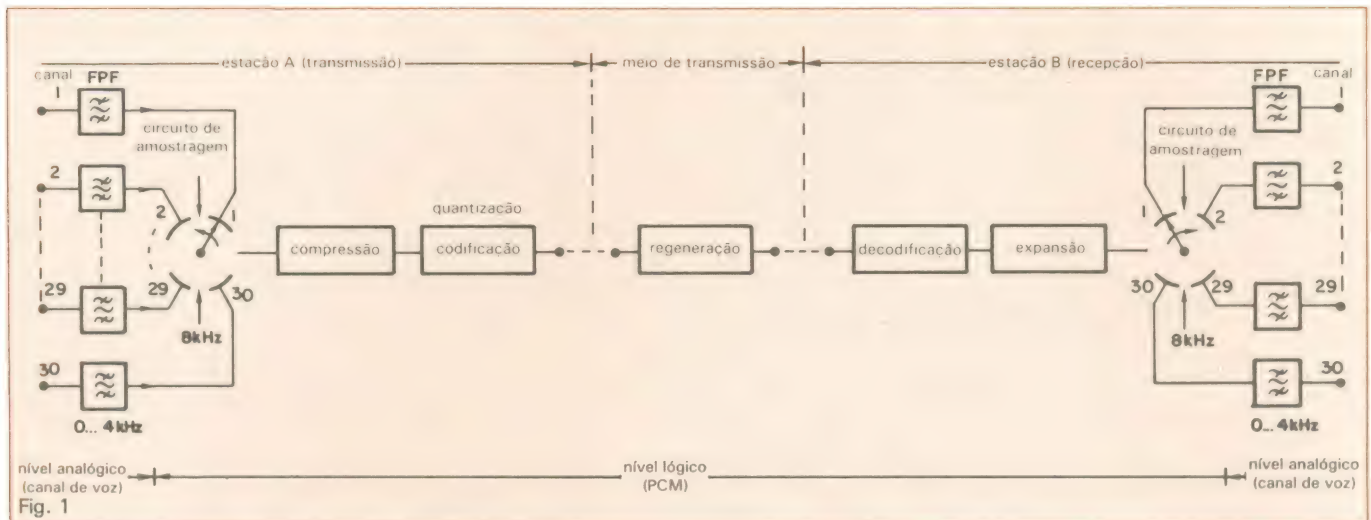 estação A (transmissão) meio de transmissão estação B (recepção)
canal FPF FPF canal
1 1
circuito de amostragem
circuito de amostragem
2 2
2 1 1 2
quantização
compressão codificação regeneração decodificação expansão
29 29 30 30 29 29
8kHz 8kHz
30 30
0... 4kHz 0... 4kHz
nível analógico (canal de voz)
nível lógico (PCM)
nível analógico (canal de voz)
Fig. 1